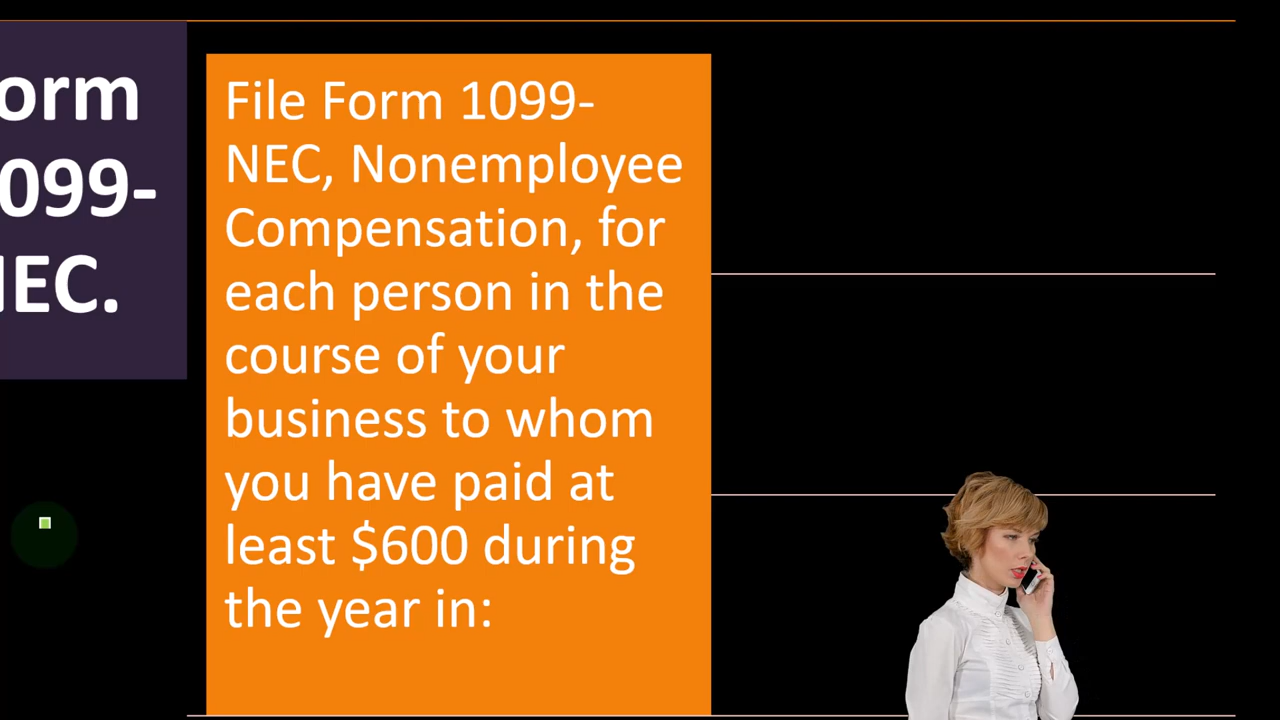 orm
099-
NEC.
File Form 1099-
NEC, Nonemployee
Compensation, for
each person in the
course of your
business to whom
you have paid at
least $600 during
the year in: